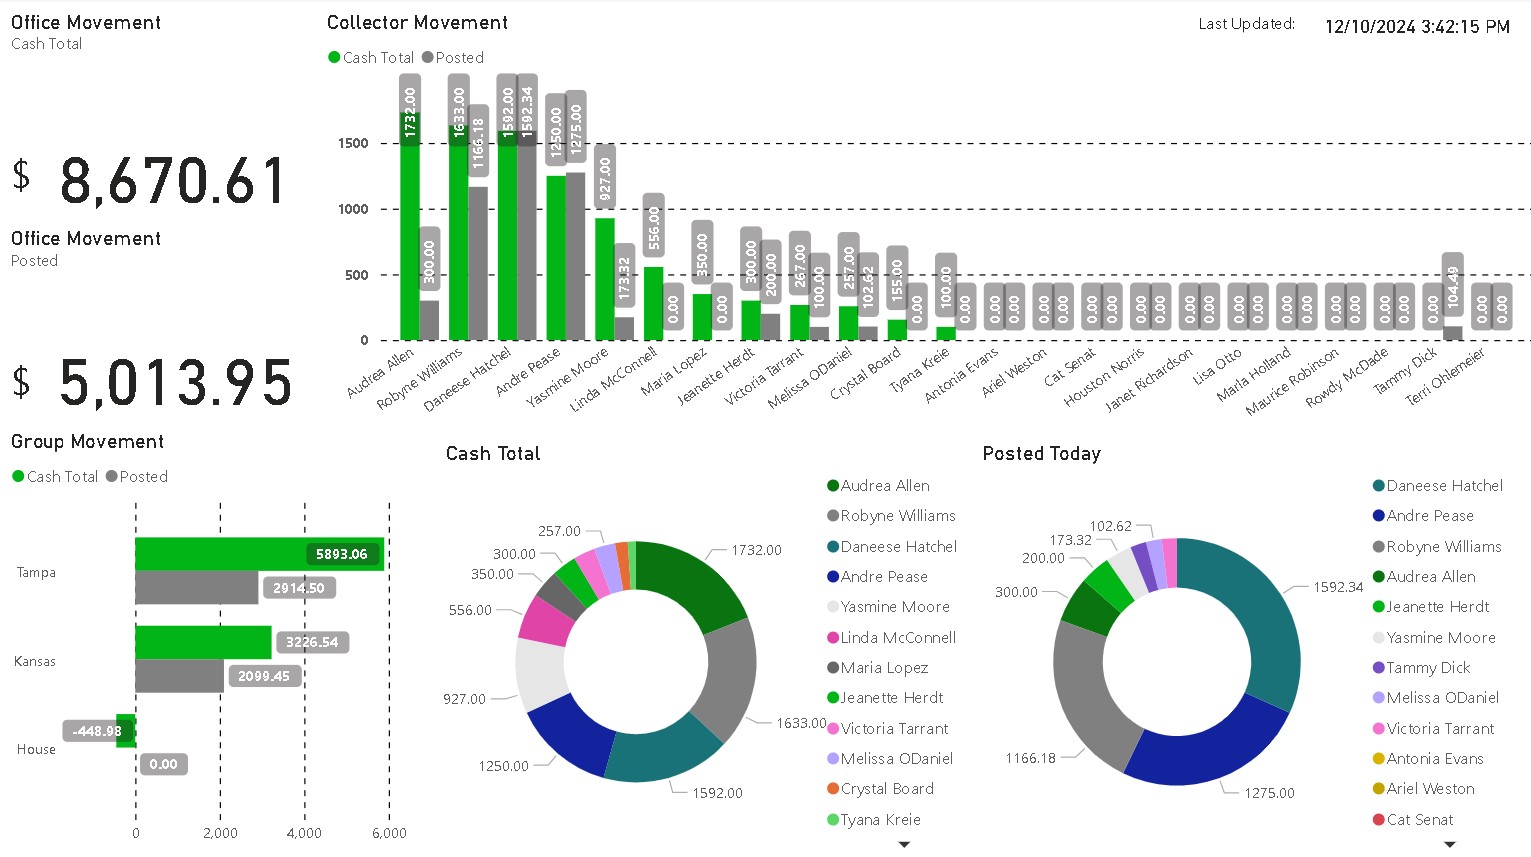 Office Movement
Cash Total
$ 8,670.61
Office Movement
Posted
$ 5,013.95
Collector Movement
Last Updated: 12/10/2024 3:42:15 PM
Cash Total Posted
1500
1000
500
0
1732.00 300.00 1633.00 1166.18 1592.00 1592.34 1250.00 1275.00 927.00 173.32 556.00 0.00 350.00 0.00 300.00 200.00 267.00 100.00 257.00 102.62 155.00 0.00 100.00 0.00 0.00 0.00 0.00 0.00 0.00 0.00 0.00 0.00 0.00 0.00 0.00 0.00 0.00 0.00 0.00 0.00 0.00 0.00 0.00 104.49 0.00 0.00
Audrea Allen
Robyne Williams
Daneese Hatchel
Andre Pease
Yasmine Moore
Linda McConnell
Maria Lopez
Jeanette Herdt
Victoria Tarrant
Melissa ODaniel
Crystal Board
Tyana Kreie
Antonia Evans
Ariel Weston
Cat Senat
Houston Norris
Janet Richardson
Lisa Otto
Marla Holland
Maurice Robinson
Rowdy McDade
Tammy Dick
Terri Ohlemeier
Group Movement
Cash Total Posted
Tampa
5893.06
2914.50
Kansas
3226.54
2099.45
House
-448.98
0.00
0 2,000 4,000 6,000
Cash Total
1732.00
1633.00
1592.00
1250.00
927.00
556.00
350.00
300.00
257.00
Audrea Allen
Robyne Williams
Daneese Hatchel
Andre Pease
Yasmine Moore
Linda McConnell
Maria Lopez
Jeanette Herdt
Victoria Tarrant
Melissa ODaniel
Crystal Board
Tyana Kreie
Posted Today
1592.34
1275.00
1166.18
300.00
200.00
173.32
102.62
Daneese Hatchel
Andre Pease
Robyne Williams
Audrea Allen
Jeanette Herdt
Yasmine Moore
Tammy Dick
Melissa ODaniel
Victoria Tarrant
Antonia Evans
Ariel Weston
Cat Senat